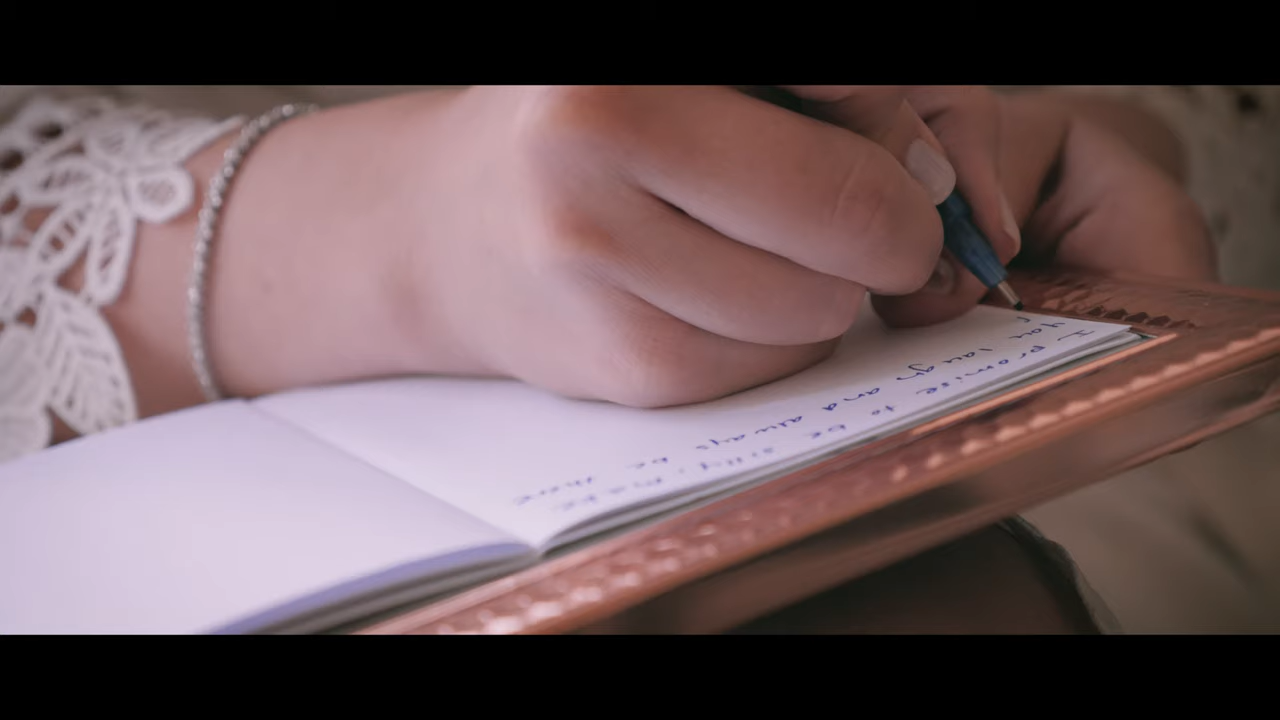 I promise to be silly, make
you laugh and always be there